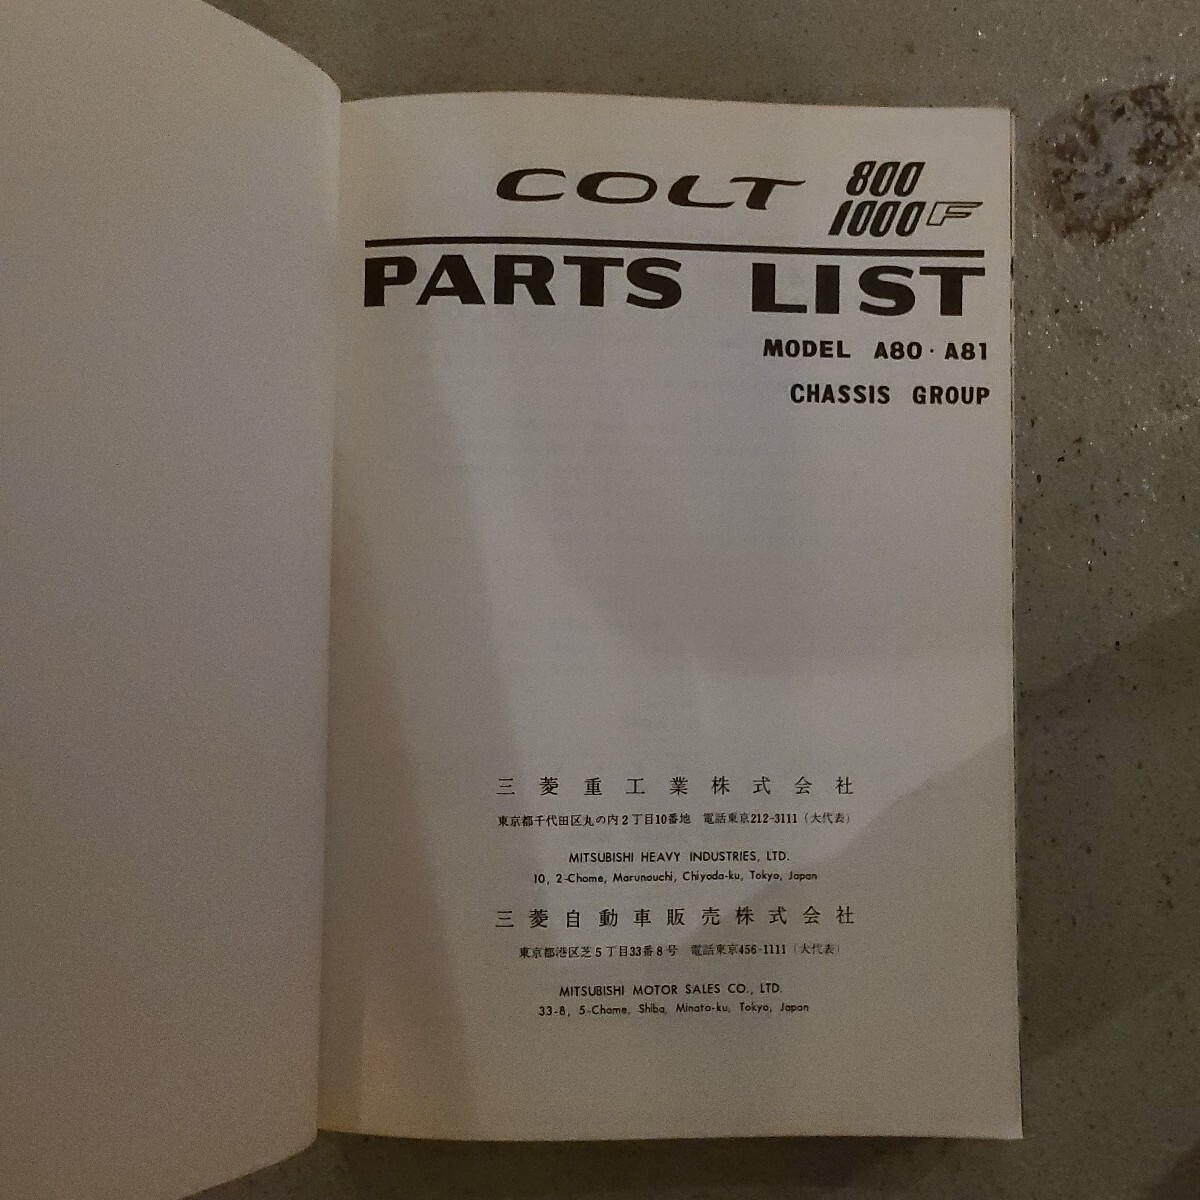 COLT 800
1000F
PARTS LIST
MODEL A80・A81
CHASSIS GROUP
三菱重工業株式会社
東京都千代田区丸の内2丁目10番地 電話東京212-3111（大代表）
MITSUBISHI HEAVY INDUSTRIES, LTD.
10, 2-Chome, Marunouchi, Chiyoda-ku, Tokyo, Japan
三菱自動車販売株式会社
東京都港区芝5丁目33番8号 電話東京456-1111（大代表）
MITSUBISHI MOTOR SALES CO., LTD.
33-8, 5-Chome, Shiba, Minato-ku, Tokyo, Japan